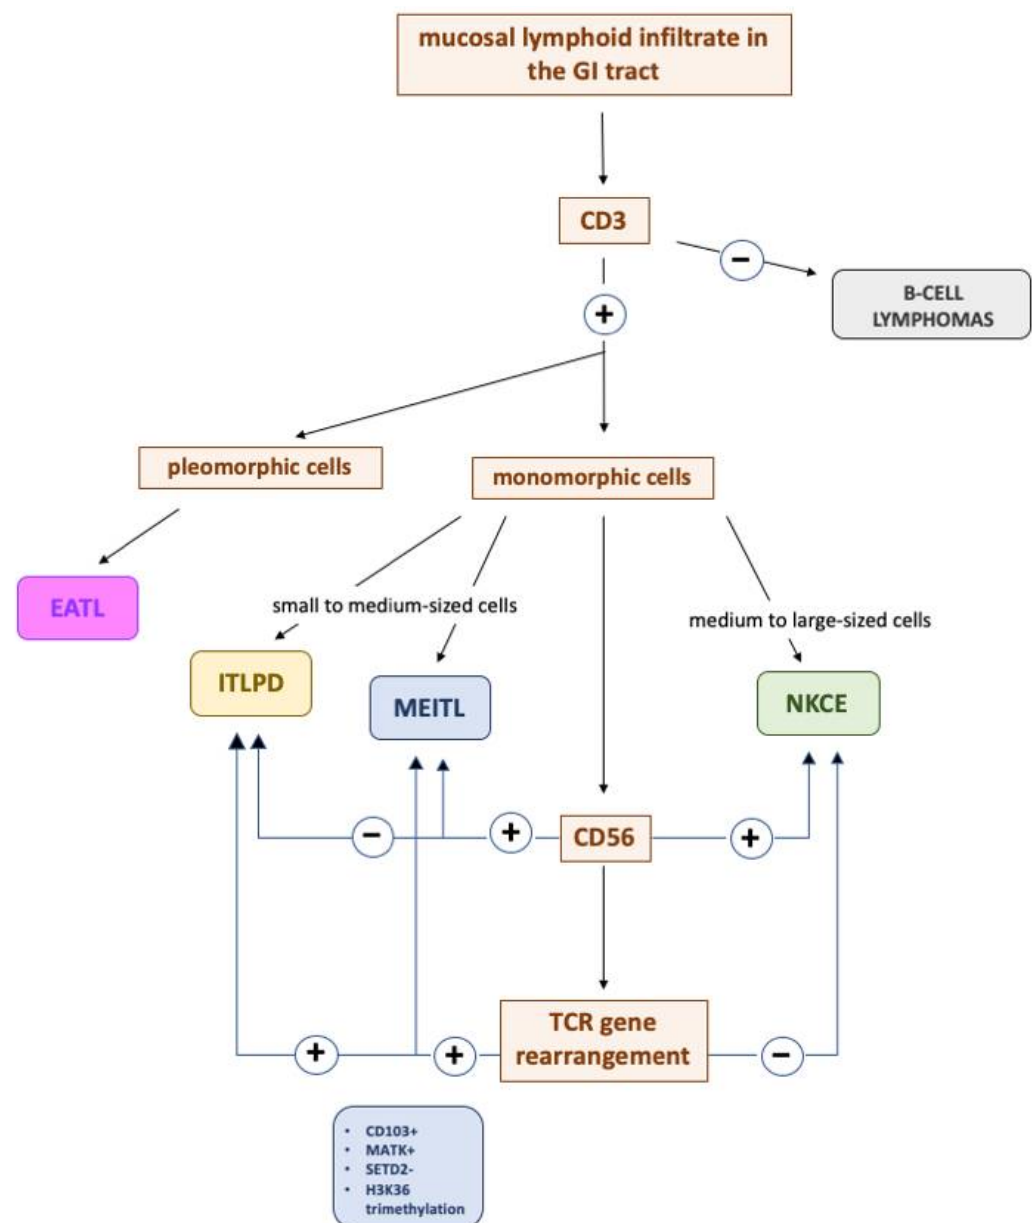 mucosal lymphoid infiltrate in
the GI tract
CD3
−
+
B-CELL
LYMPHOMAS
pleomorphic cells
monomorphic cells
EATL
small to medium-sized cells
medium to large-sized cells
ITLPD
MEITL
NKCE
−
+
CD56
+
TCR gene
rearrangement
+
+
−
• CD103+
• MATK+
• SETD2-
• H3K36
trimethylation